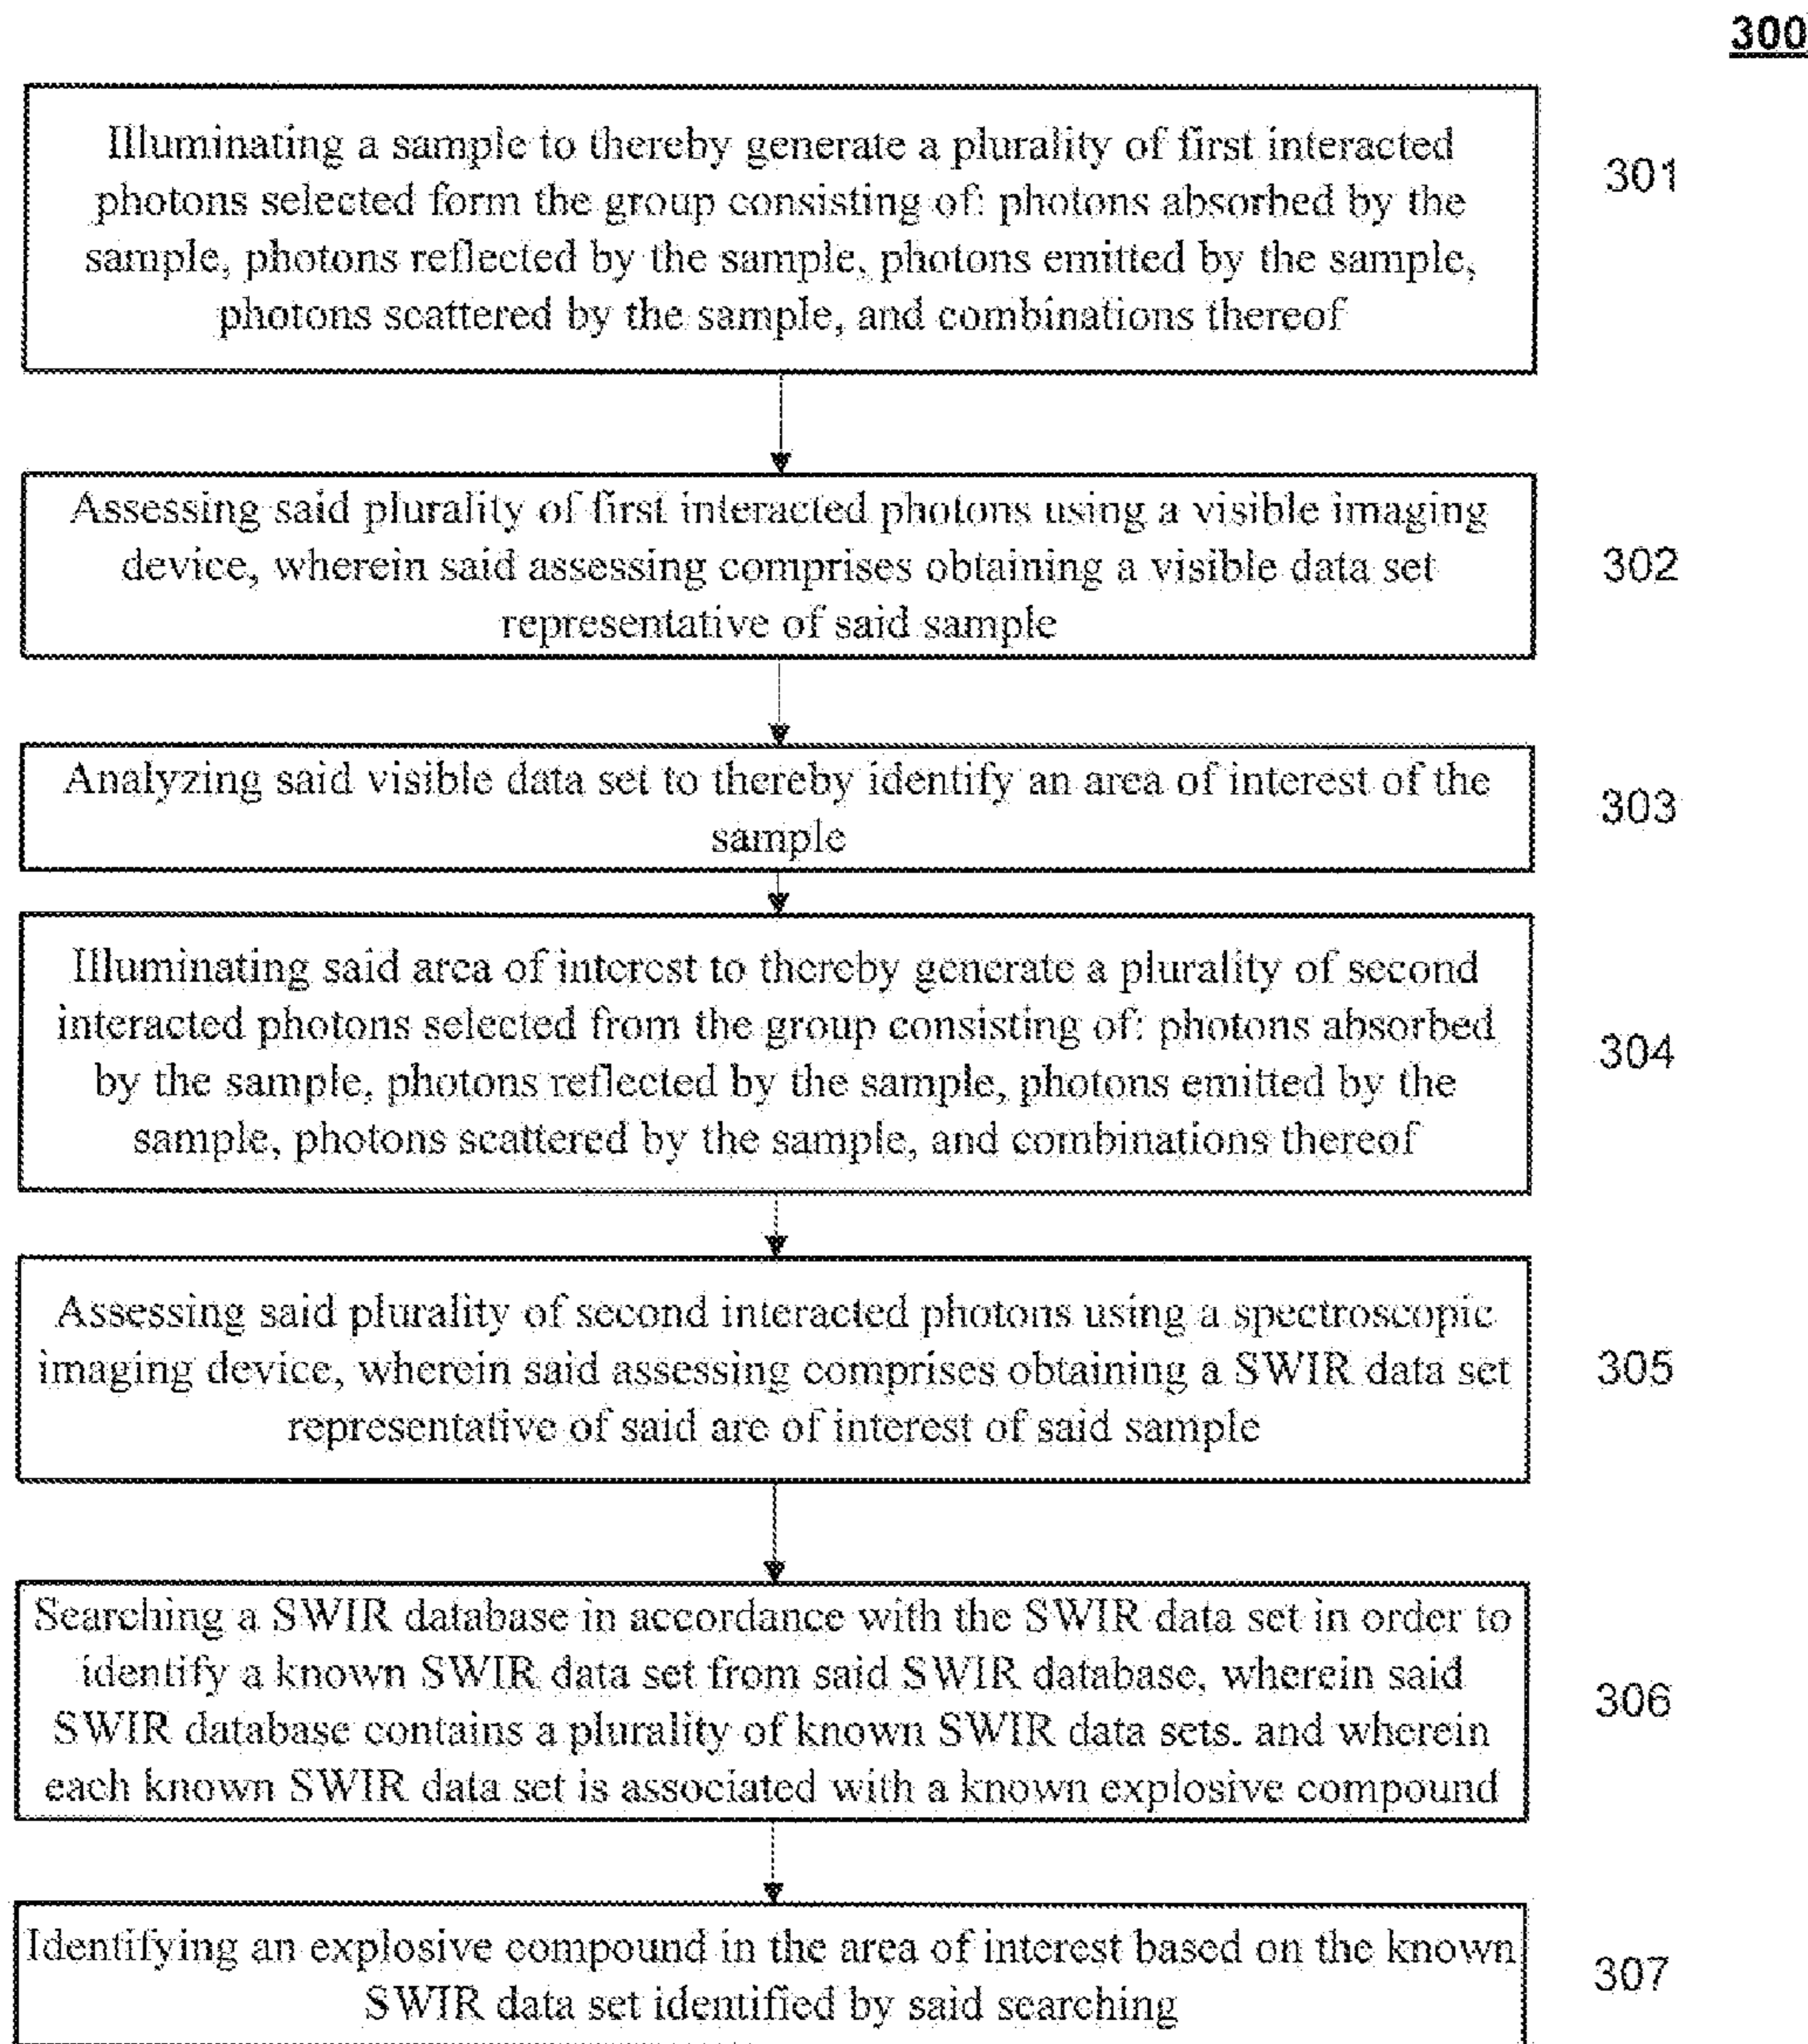 300
Illuminating a sample to thereby generate a plurality of first interacted
photons selected form the group consisting of: photons absorbed by the
sample, photons reflected by the sample, photons emitted by the sample,
photons scattered by the sample, and combinations thereof
301
Assessing said plurality of first interacted photons using a visible imaging
device, wherein said assessing comprises obtaining a visible data set
representative of said sample
302
Analyzing said visible data set to thereby identify an area of interest of the
sample
303
Illuminating said area of interest to thereby generate a plurality of second
interacted photons selected from the group consisting of: photons absorbed
by the sample, photons reflected by the sample, photons emitted by the
sample, photons scattered by the sample, and combinations thereof
304
Assessing said plurality of second interacted photons using a spectroscopic
imaging device, wherein said assessing comprises obtaining a SWIR data set
representative of said are of interest of said sample
305
Searching a SWIR database in accordance with the SWIR data set in order to
identify a known SWIR data set from said SWIR database, wherein said
SWIR database contains a plurality of known SWIR data sets. and wherein
each known SWIR data set is associated with a known explosive compound
306
Identifying an explosive compound in the area of interest based on the known
SWIR data set identified by said searching
307